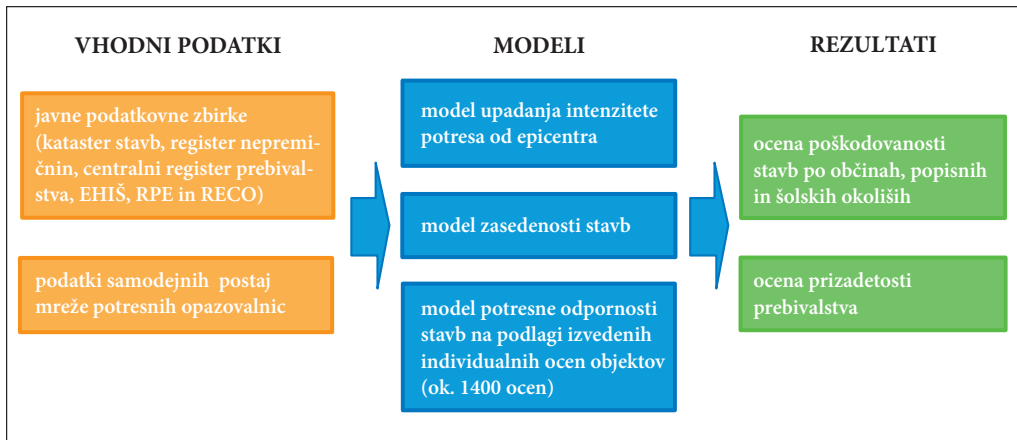 VHODNI PODATKI
javne podatkovne zbirke
(kataster stavb, register nepremi-
čnin, centralni register prebival-
stva, EHIŠ, RPE in RECO)
podatki samodejnih postaj
mreže potresnih opazovalnic
MODELI
model upadanja intenzitete
potresa od epicentra
model zasedenosti stavb
model potresne odpornosti
stavb na podlagi izvedenih
individualnih ocen objektov
(ok. 1400 ocen)
REZULTATI
ocena poškodovanosti
stavb po občinah, popisnih
in šolskih okoliših
ocena prizadetosti
prebivalstva